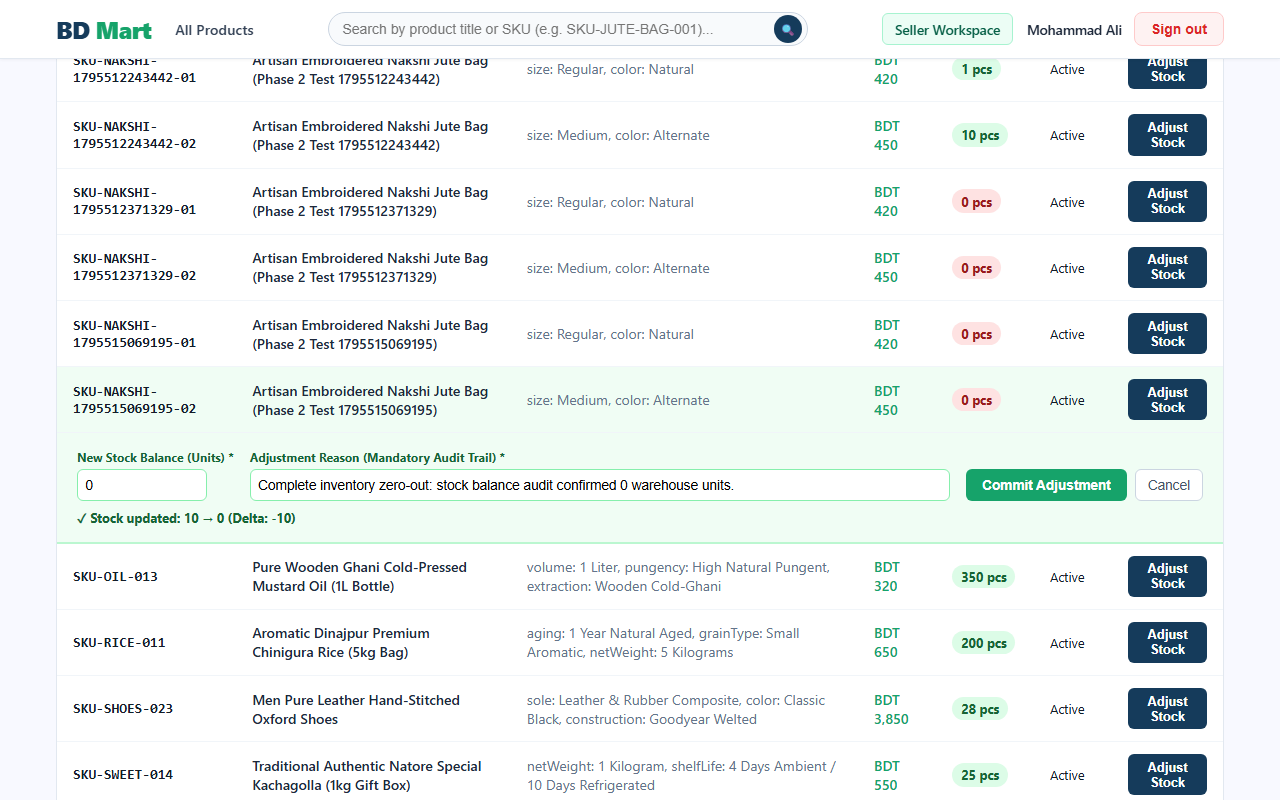 BD Mart
All Products
Search by product title or SKU (e.g. SKU-JUTE-BAG-001)...
Seller Workspace
Mohammad Ali
Sign out
SKU-NAKSHI-
1795512243442-01
Artisan Embroidered Nakshi Jute Bag
(Phase 2 Test 1795512243442)
size: Regular, color: Natural
BDT
420
1 pcs
Active
Adjust
Stock
SKU-NAKSHI-
1795512243442-02
Artisan Embroidered Nakshi Jute Bag
(Phase 2 Test 1795512243442)
size: Medium, color: Alternate
BDT
450
10 pcs
Active
Adjust
Stock
SKU-NAKSHI-
1795512371329-01
Artisan Embroidered Nakshi Jute Bag
(Phase 2 Test 1795512371329)
size: Regular, color: Natural
BDT
420
0 pcs
Active
Adjust
Stock
SKU-NAKSHI-
1795512371329-02
Artisan Embroidered Nakshi Jute Bag
(Phase 2 Test 1795512371329)
size: Medium, color: Alternate
BDT
450
0 pcs
Active
Adjust
Stock
SKU-NAKSHI-
1795515069195-01
Artisan Embroidered Nakshi Jute Bag
(Phase 2 Test 1795515069195)
size: Regular, color: Natural
BDT
420
0 pcs
Active
Adjust
Stock
SKU-NAKSHI-
1795515069195-02
Artisan Embroidered Nakshi Jute Bag
(Phase 2 Test 1795515069195)
size: Medium, color: Alternate
BDT
450
0 pcs
Active
Adjust
Stock
New Stock Balance (Units) *
Adjustment Reason (Mandatory Audit Trail) *
0
Complete inventory zero-out: stock balance audit confirmed 0 warehouse units.
Commit Adjustment
Cancel
✓ Stock updated: 10 → 0 (Delta: -10)
SKU-OIL-013
Pure Wooden Ghani Cold-Pressed
Mustard Oil (1L Bottle)
volume: 1 Liter, pungency: High Natural Pungent,
extraction: Wooden Cold-Ghani
BDT
320
350 pcs
Active
Adjust
Stock
SKU-RICE-011
Aromatic Dinajpur Premium
Chinigura Rice (5kg Bag)
aging: 1 Year Natural Aged, grainType: Small
Aromatic, netWeight: 5 Kilograms
BDT
650
200 pcs
Active
Adjust
Stock
SKU-SHOES-023
Men Pure Leather Hand-Stitched
Oxford Shoes
sole: Leather & Rubber Composite, color: Classic
Black, construction: Goodyear Welted
BDT
3,850
28 pcs
Active
Adjust
Stock
SKU-SWEET-014
Traditional Authentic Natore Special
Kachagolla (1kg Gift Box)
netWeight: 1 Kilogram, shelfLife: 4 Days Ambient /
10 Days Refrigerated
BDT
550
25 pcs
Active
Adjust
Stock